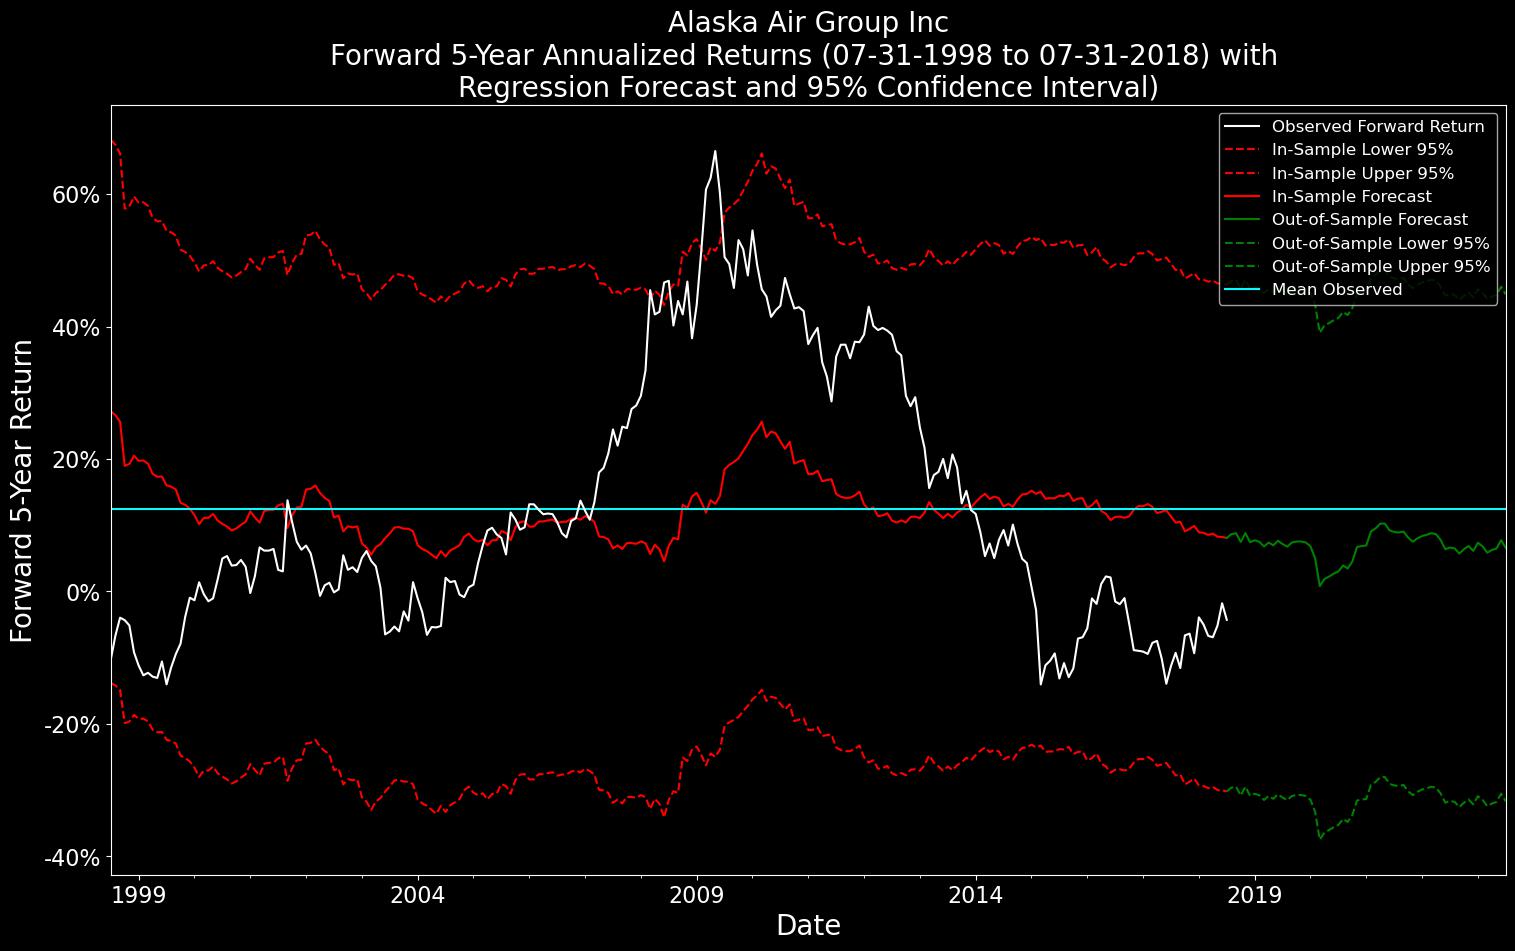 Alaska Air Group Inc
Forward 5-Year Annualized Returns (07-31-1998 to 07-31-2018) with
Regression Forecast and 95% Confidence Interval)
Observed Forward Return
In-Sample Lower 95%
In-Sample Upper 95%
In-Sample Forecast
Out-of-Sample Forecast
Out-of-Sample Lower 95%
Out-of-Sample Upper 95%
Mean Observed
Forward 5-Year Return
60%
40%
20%
0%
-20%
-40%
1999
2004
2009
2014
2019
Date